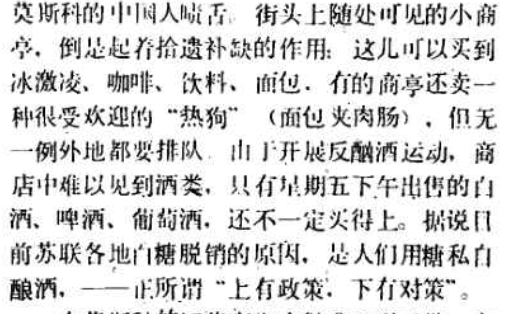 莫斯科的中国人啧舌。街头上随处可见的小商
亭，倒是起着拾遗补缺的作用：这儿可以买到
冰激凌、咖啡、饮料、面包．有的商亭还卖一
种很受欢迎的“热狗”（面包夹肉肠），但无
一例外地都要排队．由于开展反酗酒运动，商
店中难以见到酒类，只有星期五下午出售的白
酒、啤酒、葡萄酒，还不一定买得上。据说目
前苏联各地白糖脱销的原因，是人们用糖私自
酿酒，——正所谓“上有政策．下有对策”。